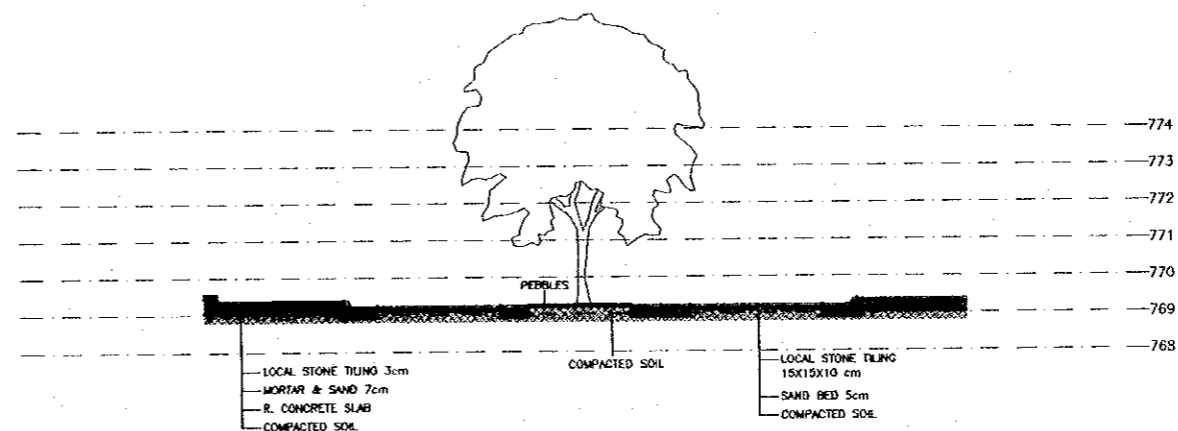 774
773
772
771
770
PEBBLES
769
768
LOCAL STONE TILING 3cm
MORTAR & SAND 7cm
R. CONCRETE SLAB
COMPACTED SOIL
COMPACTED SOIL
LOCAL STONE TILING
15X15X10 cm
SAND BED 5cm
COMPACTED SOIL